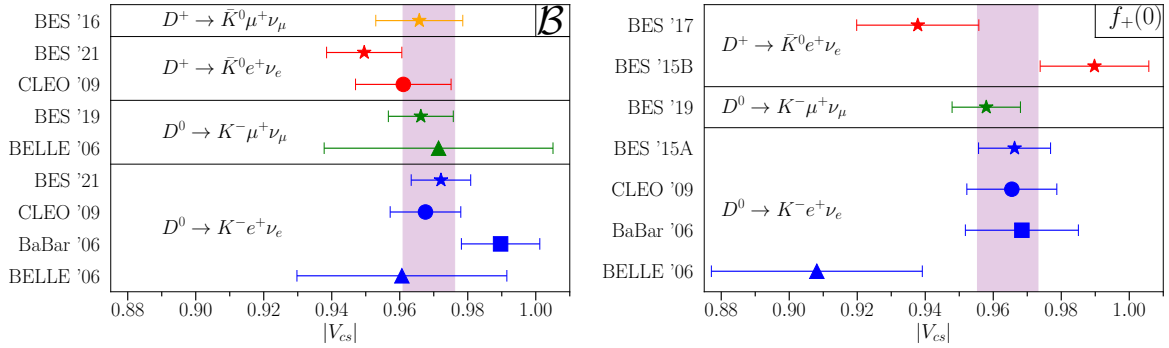 BES '16
D⁺ → K̄⁰μ⁺ν_μ
𝓑
BES '21
D⁺ → K̄⁰e⁺ν_e
CLEO '09
BES '19
D⁰ → K⁻μ⁺ν_μ
BELLE '06
BES '21
CLEO '09
D⁰ → K⁻e⁺ν_e
BaBar '06
BELLE '06
0.88 0.90 0.92 0.94 0.96 0.98 1.00
|V_cs|
BES '17
f₊(0)
D⁺ → K̄⁰e⁺ν_e
BES '15B
BES '19
D⁰ → K⁻μ⁺ν_μ
BES '15A
CLEO '09
D⁰ → K⁻e⁺ν_e
BaBar '06
BELLE '06
0.88 0.90 0.92 0.94 0.96 0.98 1.00
|V_cs|